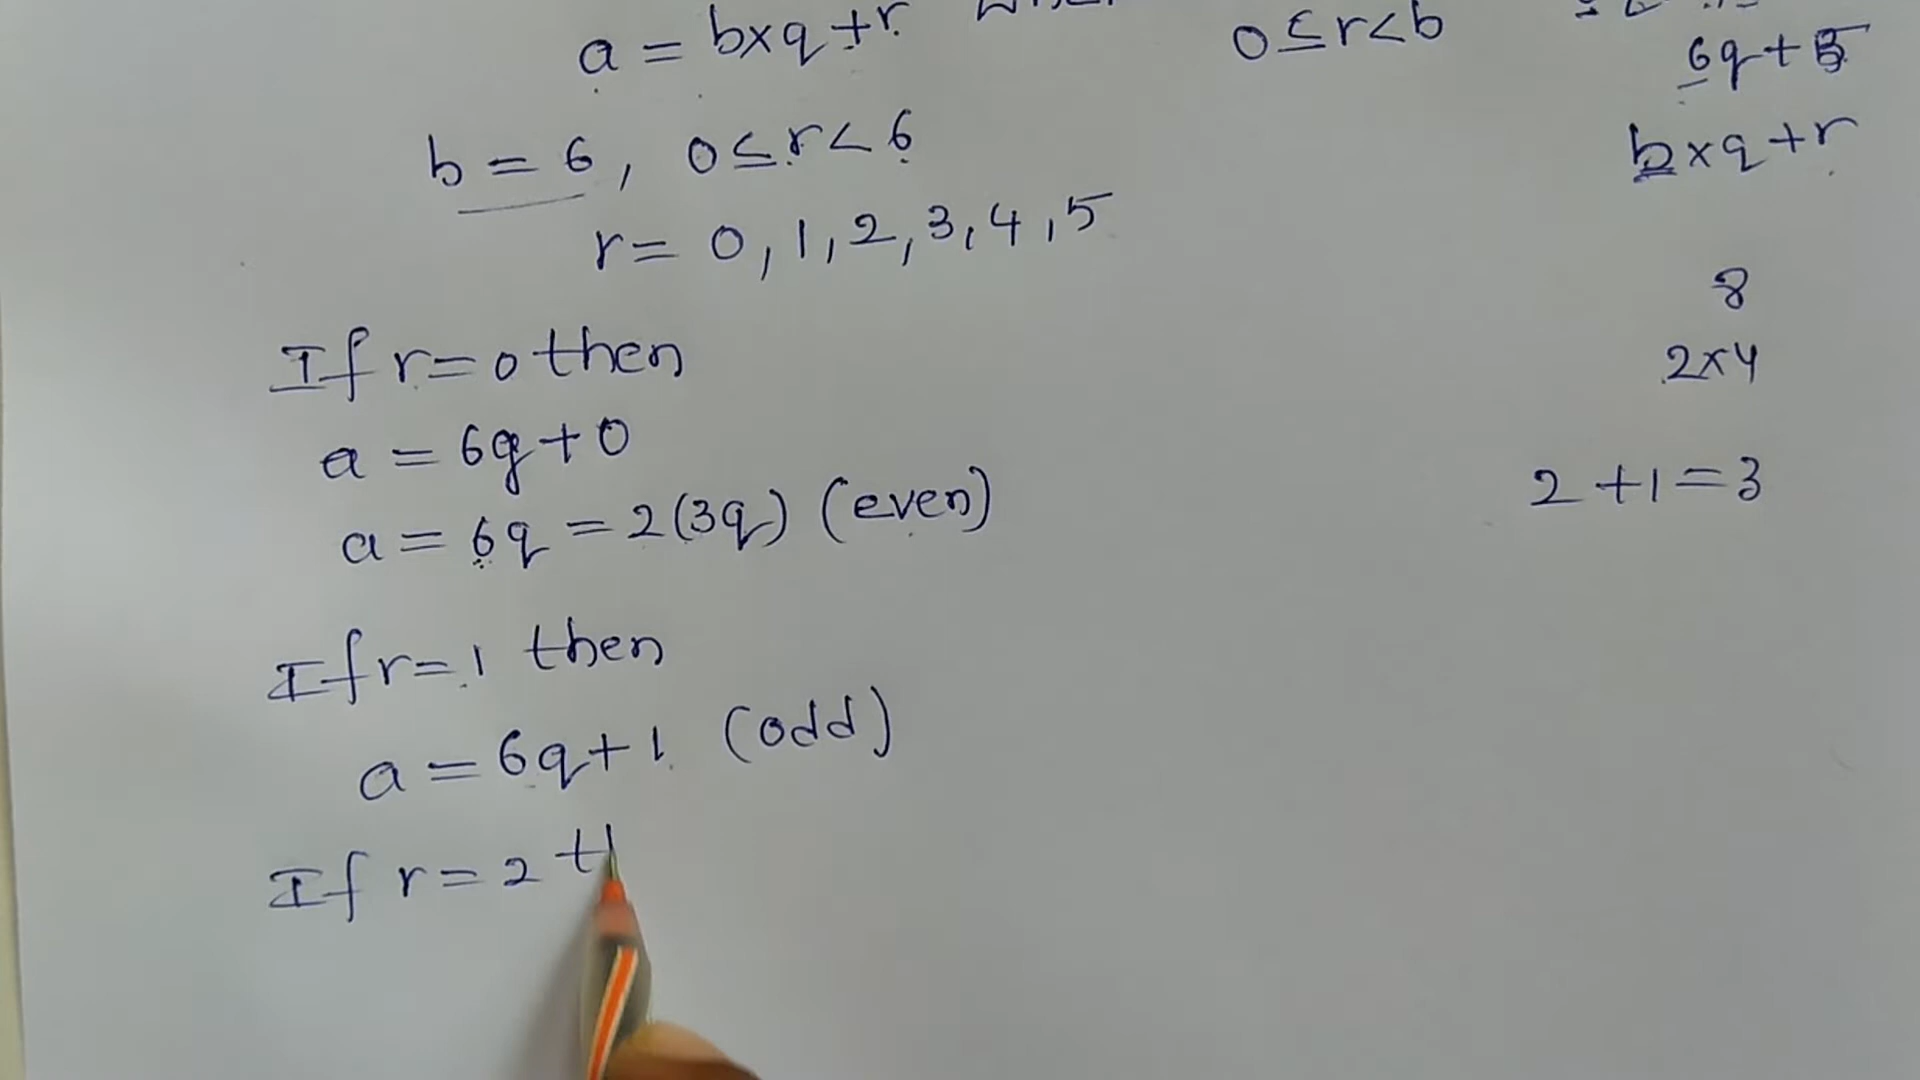 a = b×q+r
0≤r<b
6q+5
b = 6, 0≤r<6
b×q+r
r= 0,1,2,3,4,5
8
If r=0 then
2×4
a = 6q+0
2+1=3
a = 6q = 2(3q) (even)
If r=1 then
a = 6q+1 (odd)
If r=2 th